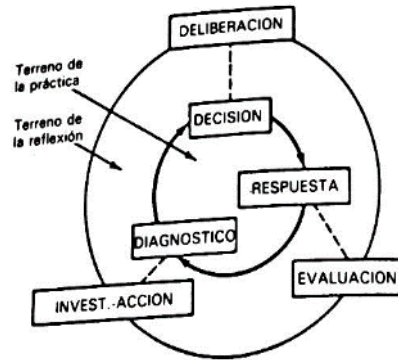 DELIBERACION
Terreno de
la práctica
DECISION
Terreno de
la reflexión
RESPUESTA
DIAGNOSTICO
EVALUACION
INVEST.-ACCION